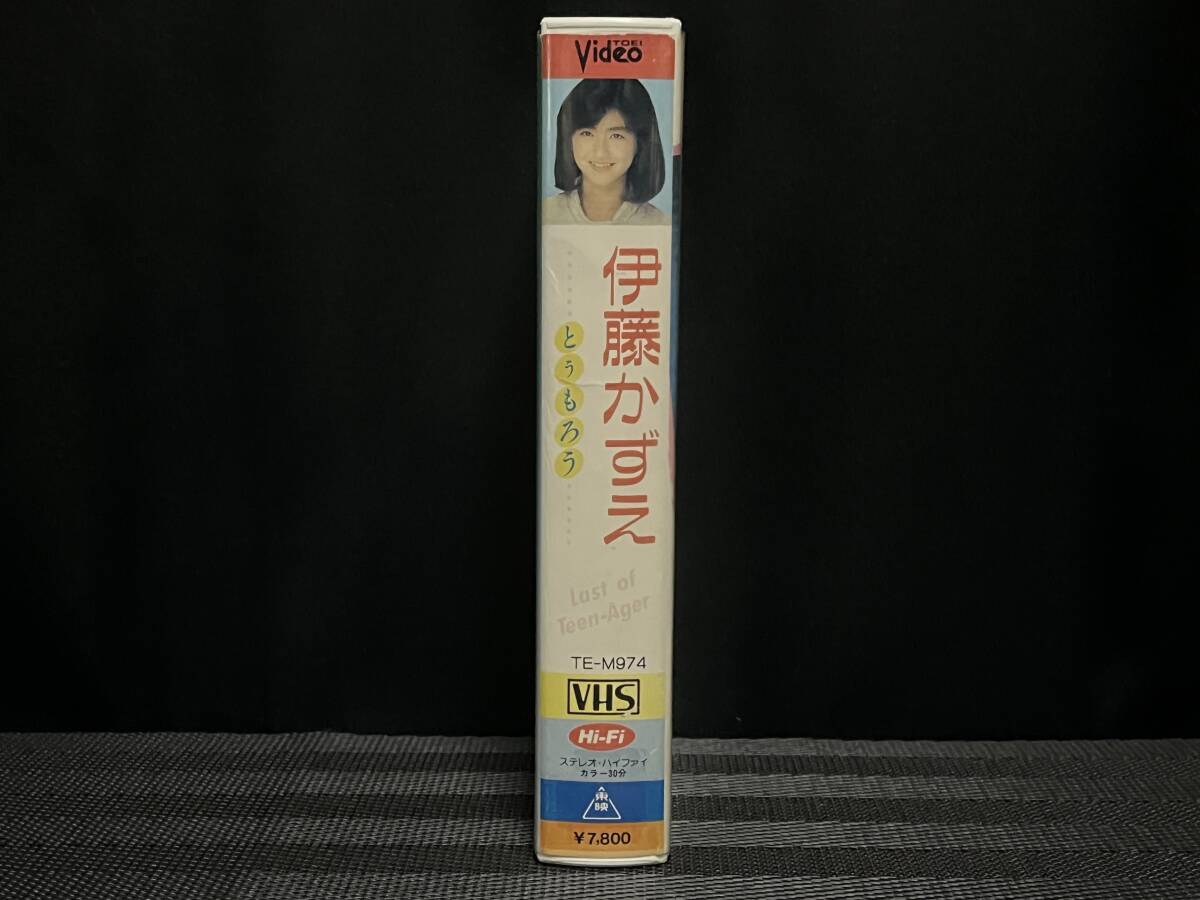 TOEI
Video
伊藤かずえ
とぅもろう
Last of
Teen-Ager
TE-M974
VHS
Hi-Fi
ステレオ・ハイファイ
カラー30分
東映
¥7,800